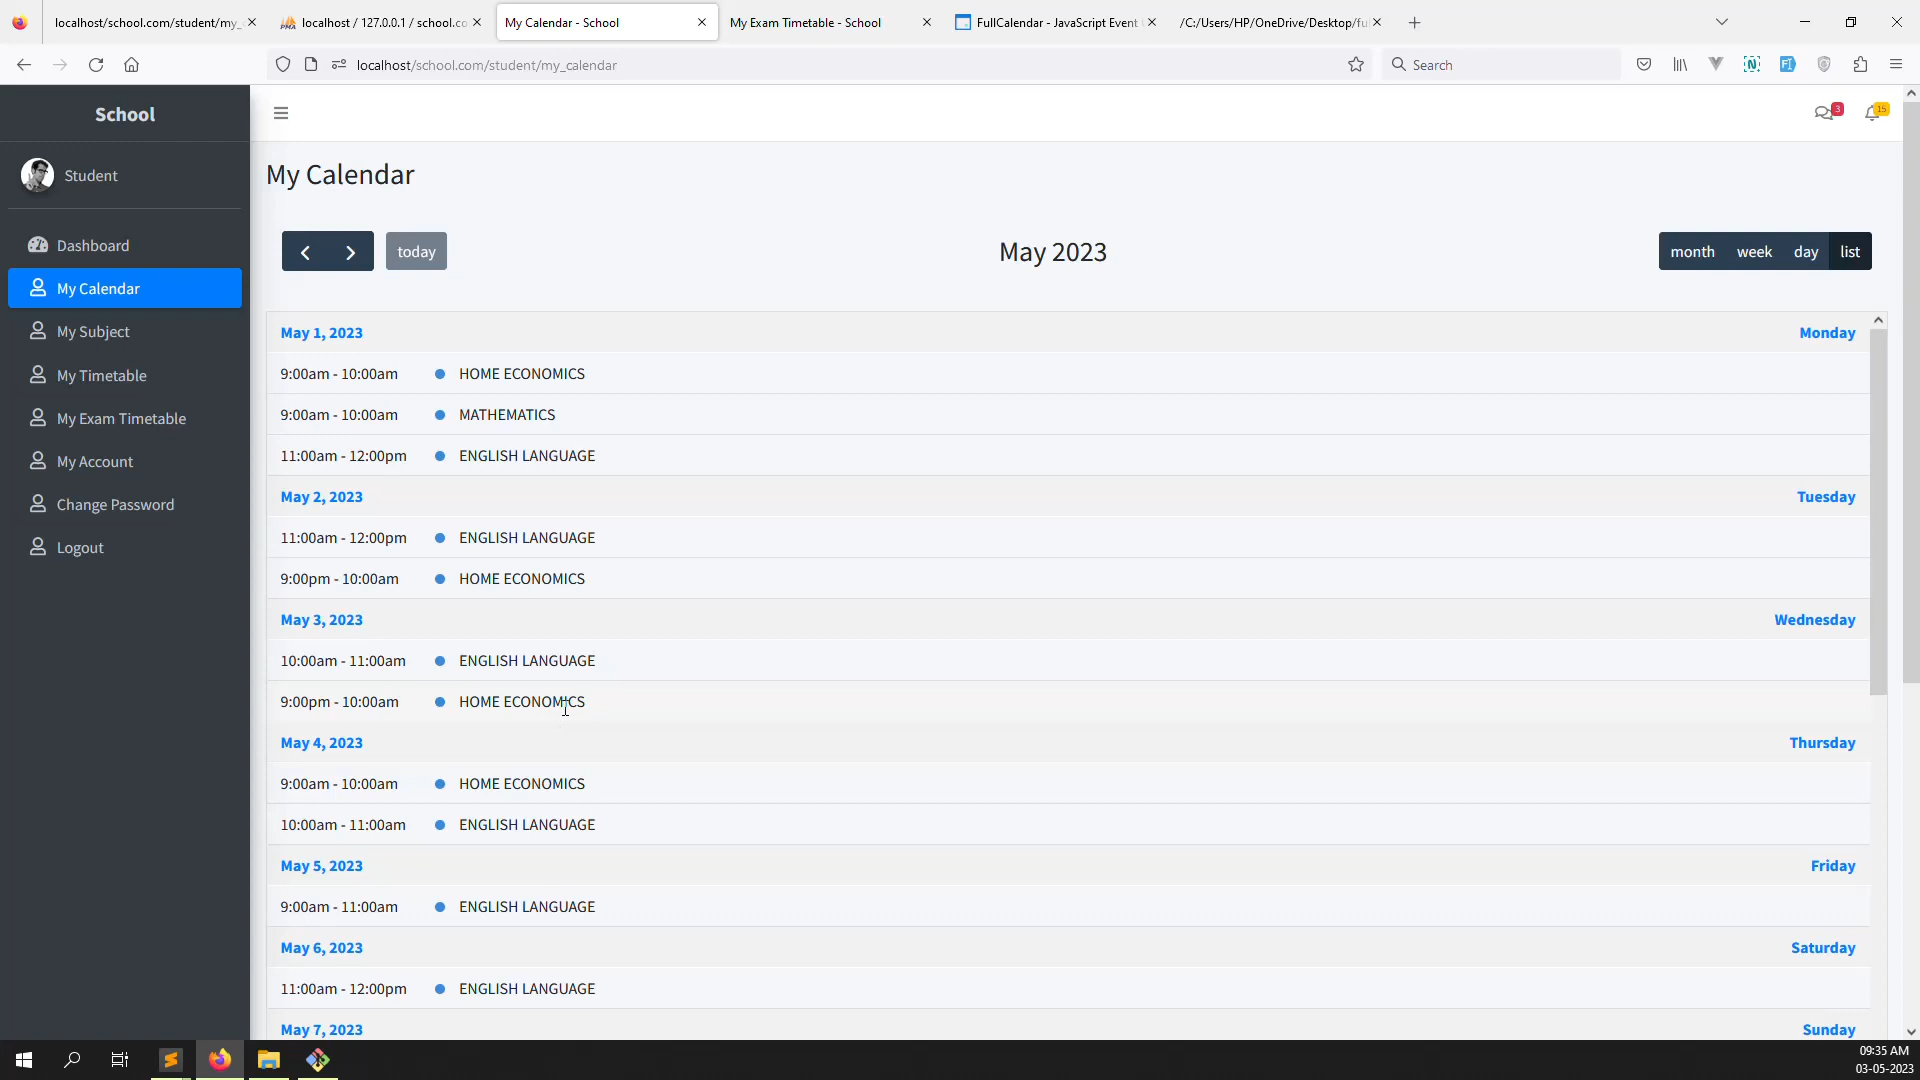 localhost/school.com/student/my_c
localhost / 127.0.0.1 / school.co
My Calendar - School
My Exam Timetable - School
FullCalendar - JavaScript Event
/C:/Users/HP/OneDrive/Desktop/fu
localhost/school.com/student/my_calendar
Search
School
3
15
Student
My Calendar
Dashboard
My Calendar
My Subject
My Timetable
My Exam Timetable
My Account
Change Password
Logout
today
May 2023
month week day list
May 1, 2023 Monday
9:00am - 10:00am HOME ECONOMICS
9:00am - 10:00am MATHEMATICS
11:00am - 12:00pm ENGLISH LANGUAGE
May 2, 2023 Tuesday
11:00am - 12:00pm ENGLISH LANGUAGE
9:00pm - 10:00am HOME ECONOMICS
May 3, 2023 Wednesday
10:00am - 11:00am ENGLISH LANGUAGE
9:00pm - 10:00am HOME ECONOMICS
May 4, 2023 Thursday
9:00am - 10:00am HOME ECONOMICS
10:00am - 11:00am ENGLISH LANGUAGE
May 5, 2023 Friday
9:00am - 11:00am ENGLISH LANGUAGE
May 6, 2023 Saturday
11:00am - 12:00pm ENGLISH LANGUAGE
May 7, 2023 Sunday
09:35 AM
03-05-2023